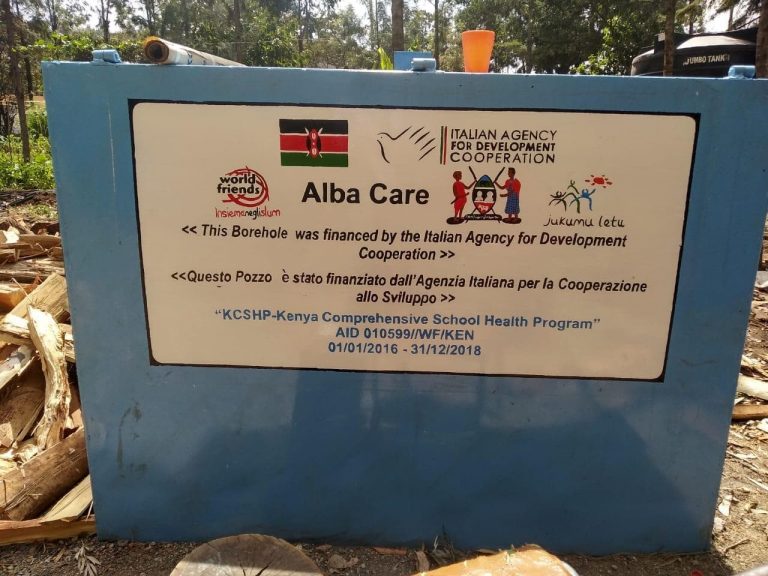 JUMBO TANK
ITALIAN AGENCY
FOR DEVELOPMENT
COOPERATION
world
friends
Insiemeneglislum
Alba Care
jukumu letu
<< This Borehole was financed by the Italian Agency for Development
Cooperation >>
<<Questo Pozzo è stato finanziato dall'Agenzia Italiana per la Cooperazione
allo Sviluppo >>
“KCSHP-Kenya Comprehensive School Health Program”
AID 010599//WF/KEN
01/01/2016 - 31/12/2018